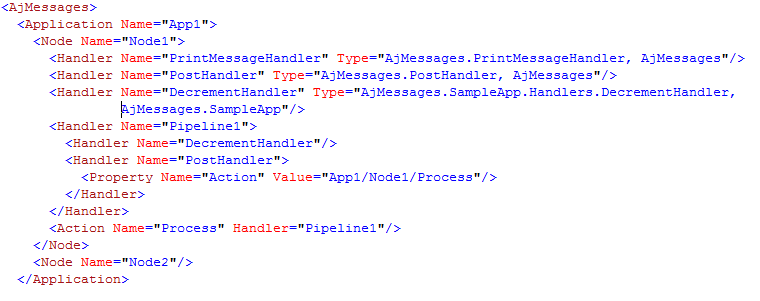 <AjMessages>
<Application Name="App1">
<Node Name="Node1">
<Handler Name="PrintMessageHandler" Type="AjMessages.PrintMessageHandler, AjMessages"/>
<Handler Name="PostHandler" Type="AjMessages.PostHandler, AjMessages"/>
<Handler Name="DecrementHandler" Type="AjMessages.SampleApp.Handlers.DecrementHandler,
AjMessages.SampleApp"/>
<Handler Name="Pipeline1">
<Handler Name="DecrementHandler"/>
<Handler Name="PostHandler">
<Property Name="Action" Value="App1/Node1/Process"/>
</Handler>
</Handler>
<Action Name="Process" Handler="Pipeline1"/>
</Node>
<Node Name="Node2"/>
</Application>